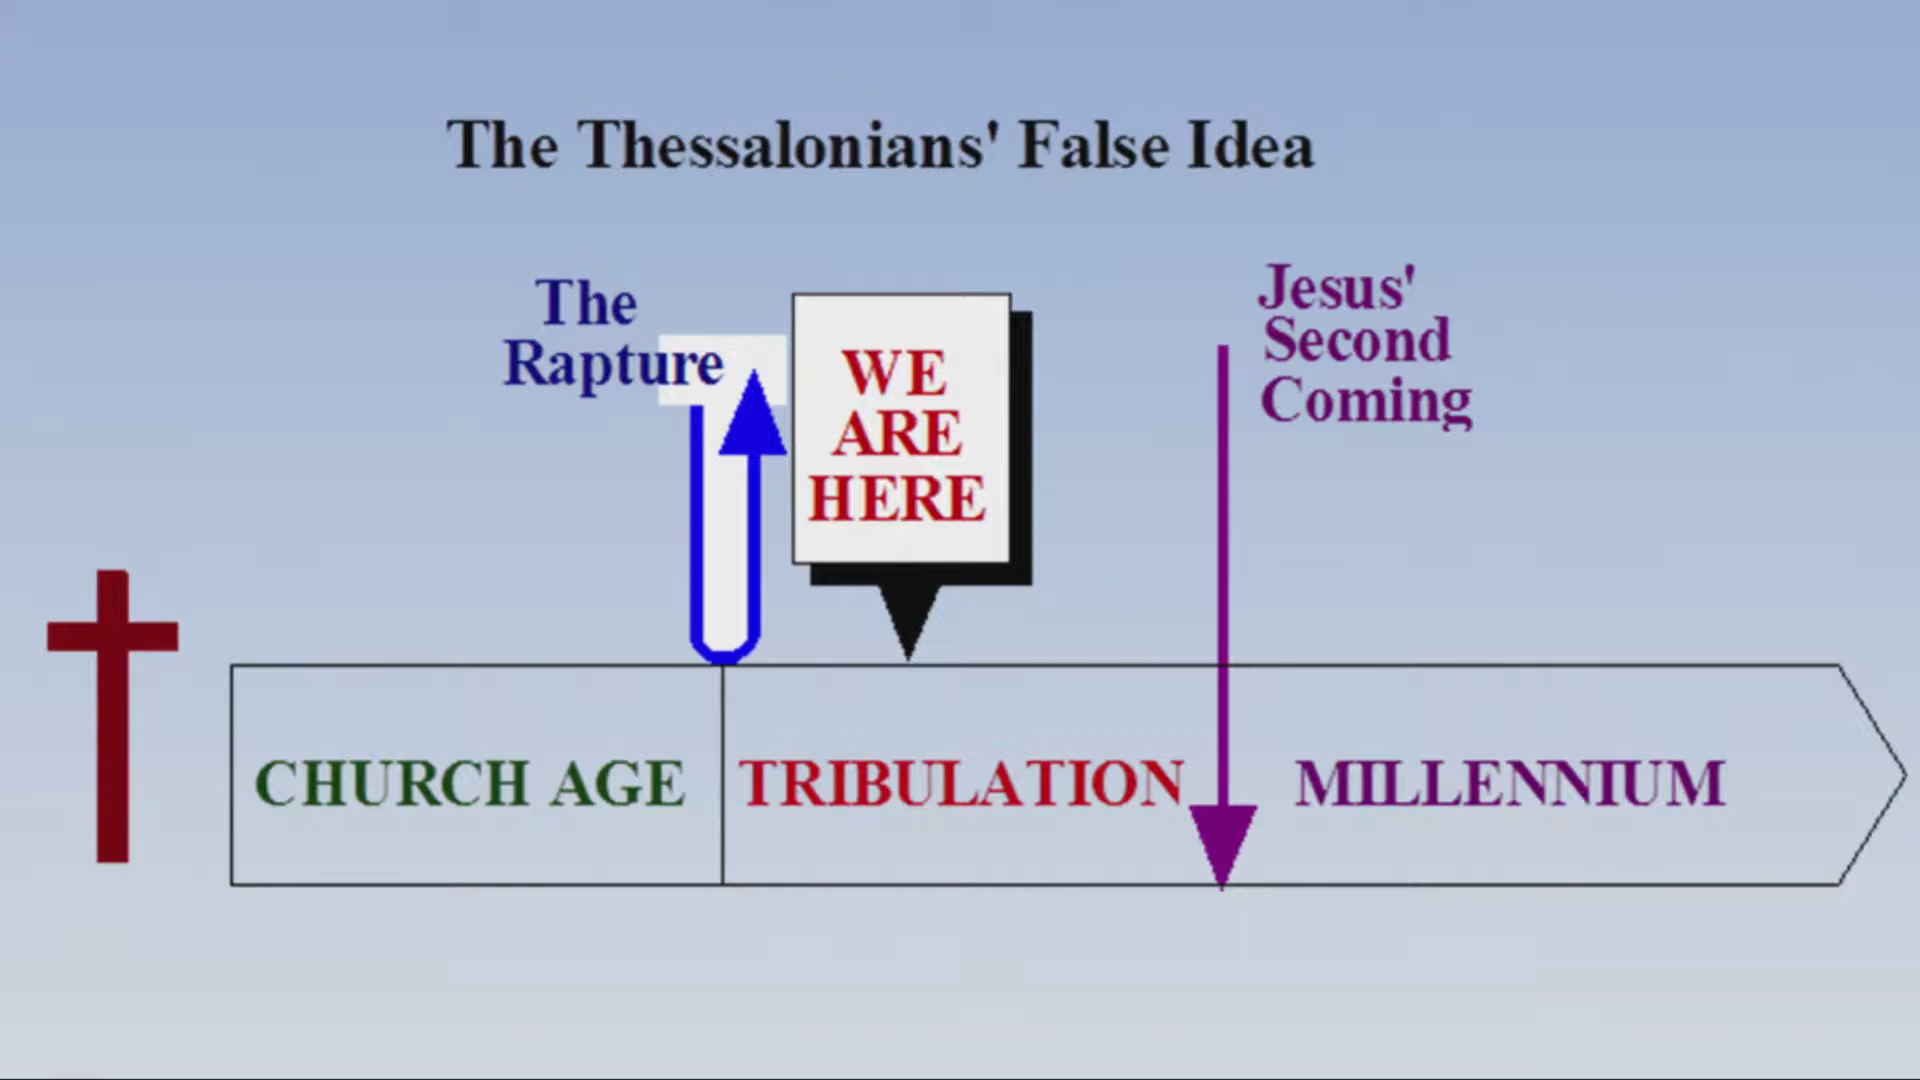 The Thessalonians' False Idea
The
Rapture
WE
ARE
HERE
Jesus'
Second
Coming
CHURCH AGE
TRIBULATION
MILLENNIUM